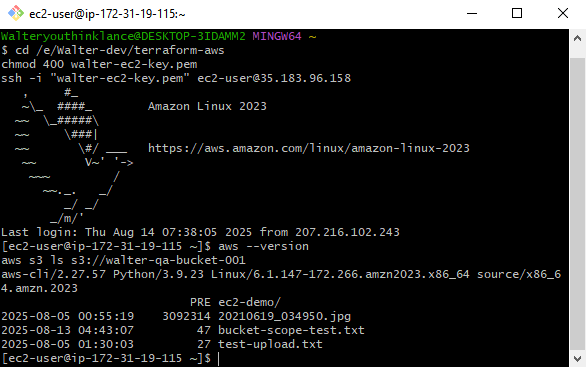 ec2-user@ip-172-31-19-115:~
Walteryouthinklance@DESKTOP-3IDAMM2 MINGW64 ~
$ cd /e/Walter-dev/terraform-aws
chmod 400 walter-ec2-key.pem
ssh -i "walter-ec2-key.pem" ec2-user@35.183.96.158
   ,     #_
   ~\_  ####_        Amazon Linux 2023
  ~~  \_#####\
  ~~     \###|
  ~~       \#/ ___   https://aws.amazon.com/linux/amazon-linux-2023
   ~~       V~' '->
    ~~~         /
      ~~._.   _/
         _/ _/
       _/m/'
Last login: Thu Aug 14 07:38:05 2025 from 207.216.102.243
[ec2-user@ip-172-31-19-115 ~]$ aws --version
aws s3 ls s3://walter-qa-bucket-001
aws-cli/2.27.57 Python/3.9.23 Linux/6.1.147-172.266.amzn2023.x86_64 source/x86_6
4.amzn.2023
                           PRE ec2-demo/
2025-08-05 00:55:19    3092314 20210619_034950.jpg
2025-08-13 04:43:07         47 bucket-scope-test.txt
2025-08-05 01:30:03         27 test-upload.txt
[ec2-user@ip-172-31-19-115 ~]$